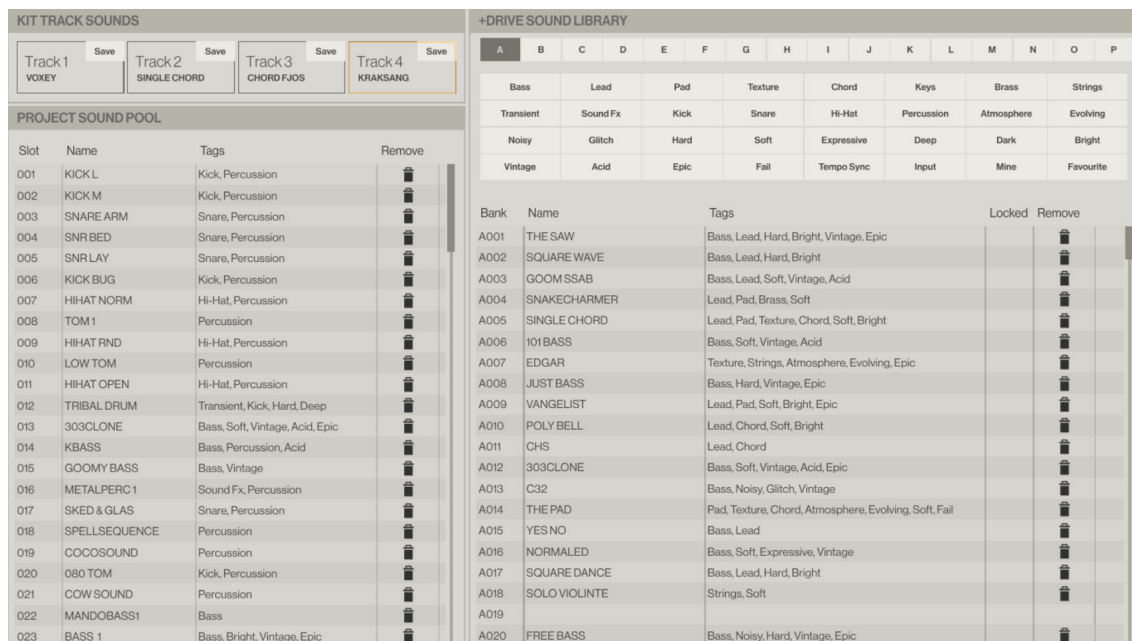 KIT TRACK SOUNDS
Track 1 Save
VOXEY
Track 2 Save
SINGLE CHORD
Track 3 Save
CHORD FJOS
Track 4 Save
KRAKSANG
PROJECT SOUND POOL
Slot Name Tags Remove
001 KICK L Kick, Percussion
002 KICK M Kick, Percussion
003 SNARE ARM Snare, Percussion
004 SNR BED Snare, Percussion
005 SNR LAY Snare, Percussion
006 KICK BUG Kick, Percussion
007 HIHAT NORM Hi-Hat, Percussion
008 TOM 1 Percussion
009 HIHAT RND Hi-Hat, Percussion
010 LOW TOM Percussion
011 HIHAT OPEN Hi-Hat, Percussion
012 TRIBAL DRUM Transient, Kick, Hard, Deep
013 303CLONE Bass, Soft, Vintage, Acid, Epic
014 KBASS Bass, Percussion, Acid
015 GOOMY BASS Bass, Vintage
016 METALPERC 1 Sound Fx, Percussion
017 SKED & GLAS Snare, Percussion
018 SPELLSEQUENCE Percussion
019 COCOSOUND Percussion
020 080 TOM Kick, Percussion
021 COW SOUND Percussion
022 MANDOBASS1 Bass
023 BASS 1 Bass, Bright, Vintage, Epic
+DRIVE SOUND LIBRARY
A B C D E F G H I J K L M N O P
Bass Lead Pad Texture Chord Keys Brass Strings
Transient Sound Fx Kick Snare Hi-Hat Percussion Atmosphere Evolving
Noisy Glitch Hard Soft Expressive Deep Dark Bright
Vintage Acid Epic Fail Tempo Sync Input Mine Favourite
Bank Name Tags Locked Remove
A001 THE SAW Bass, Lead, Hard, Bright, Vintage, Epic
A002 SQUARE WAVE Bass, Lead, Hard, Bright
A003 GOOM SSAB Bass, Lead, Soft, Vintage, Acid
A004 SNAKECHARMER Lead, Pad, Brass, Soft
A005 SINGLE CHORD Lead, Pad, Texture, Chord, Soft, Bright
A006 101 BASS Bass, Soft, Vintage, Acid
A007 EDGAR Texture, Strings, Atmosphere, Evolving, Epic
A008 JUST BASS Bass, Hard, Vintage, Epic
A009 VANGELIST Lead, Pad, Soft, Bright, Epic
A010 POLY BELL Lead, Chord, Soft, Bright
A011 CHS Lead, Chord
A012 303CLONE Bass, Soft, Vintage, Acid, Epic
A013 C32 Bass, Noisy, Glitch, Vintage
A014 THE PAD Pad, Texture, Chord, Atmosphere, Evolving, Soft, Fail
A015 YES NO Bass, Lead
A016 NORMALED Bass, Soft, Expressive, Vintage
A017 SQUARE DANCE Bass, Lead, Hard, Bright
A018 SOLO VIOLINTE Strings, Soft
A019
A020 FREE BASS Bass, Noisy, Hard, Vintage, Epic